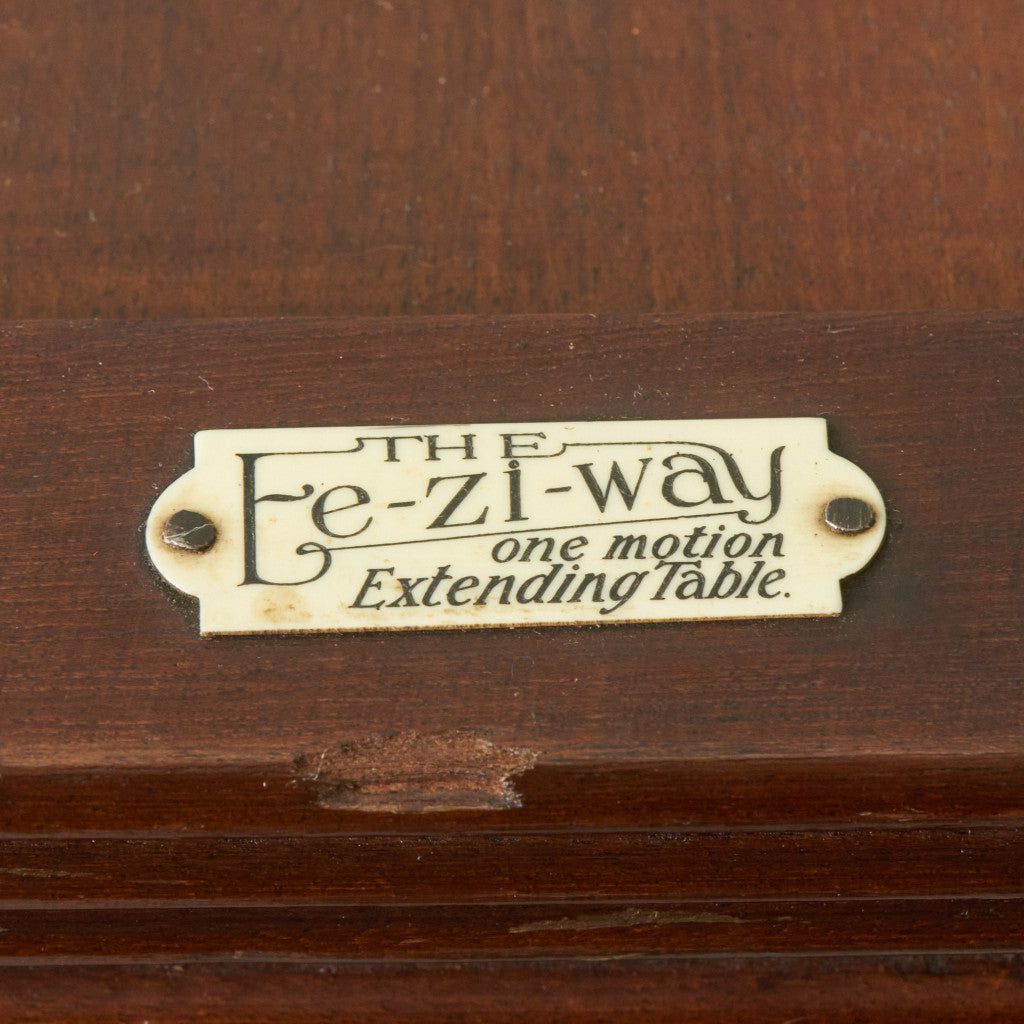 THE
Ee-zi-way
one motion
Extending Table.